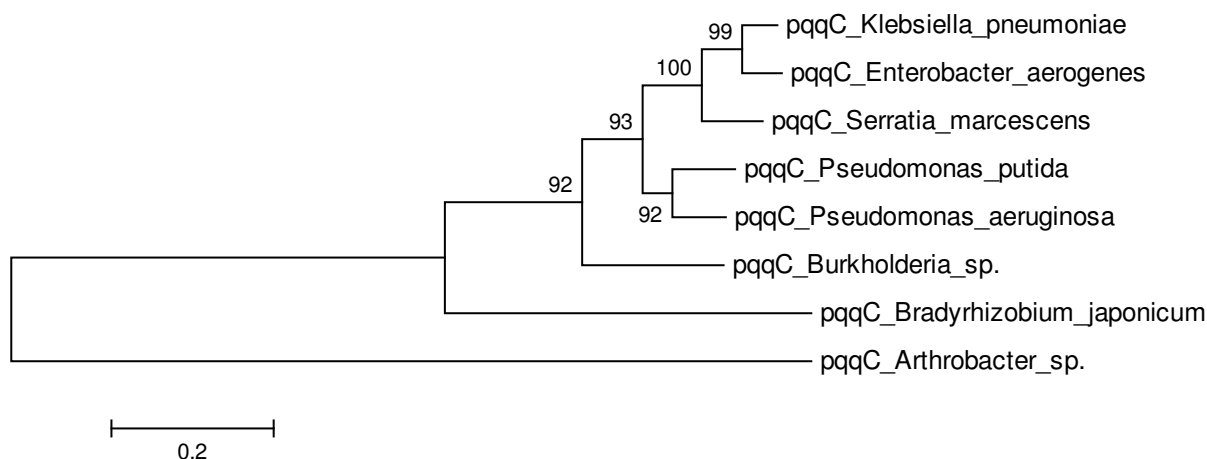 99
pqqC_Klebsiella_pneumoniae
100
pqqC_Enterobacter_aerogenes
93
pqqC_Serratia_marcescens
92
pqqC_Pseudomonas_putida
92
pqqC_Pseudomonas_aeruginosa
pqqC_Burkholderia_sp.
pqqC_Bradyrhizobium_japonicum
pqqC_Arthrobacter_sp.
0.2